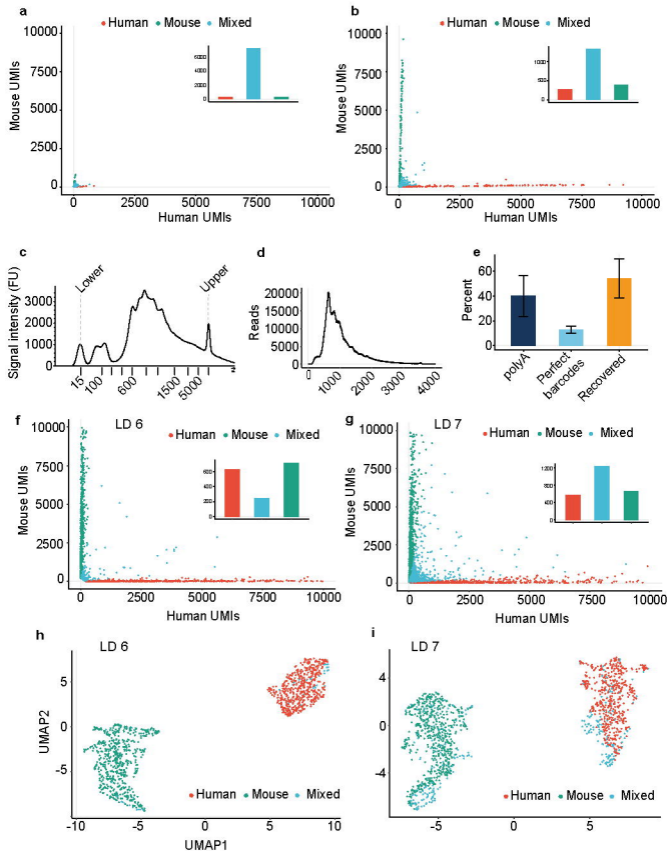 a
Human Mouse Mixed
10000
7500
5000
2500
0
Mouse UMIs
6000
4000
2000
0
0 2500 5000 7500 10000
Human UMIs
b
Human Mouse Mixed
10000
7500
5000
2500
0
Mouse UMIs
1000
500
0
0 2500 5000 7500 10000
Human UMIs
c
Lower Upper
Signal intensity (FU)
3000
2000
1000
0
15 100 600 1500 5000
d
Reads
20000
15000
10000
5000
0
0 1000 2000 3000 4000
e
Percent
60
40
20
0
polyA
Perfect
barcodes
Recovered
f LD 6
Human Mouse Mixed
10000
7500
5000
2500
0
Mouse UMIs
600
400
200
0
0 2500 5000 7500 10000
Human UMIs
g LD 7
Human Mouse Mixed
10000
7500
5000
2500
0
Mouse UMIs
1200
800
400
0
0 2500 5000 7500 10000
Human UMIs
h LD 6
5
0
-5
UMAP2
Human Mouse Mixed
-10 -5 0 5 10
UMAP1
i LD 7
4
0
-4
Human Mouse Mixed
-5 0 5